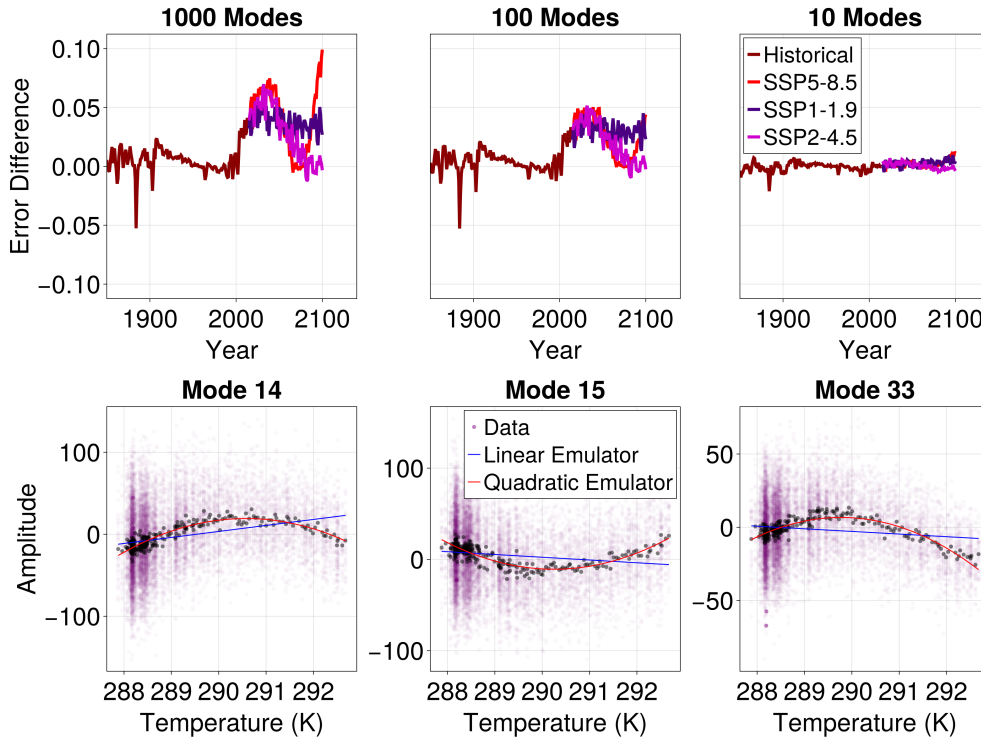 1000 Modes
100 Modes
10 Modes
Error Difference
0.10
0.05
0.00
−0.05
−0.10
Historical
SSP5-8.5
SSP1-1.9
SSP2-4.5
1900 2000 2100
1900 2000 2100
1900 2000 2100
Year
Year
Year
Mode 14
Mode 15
Mode 33
Amplitude
100
0
−100
100
0
−100
50
0
−50
Data
Linear Emulator
Quadratic Emulator
288 289 290 291 292
288 289 290 291 292
288 289 290 291 292
Temperature (K)
Temperature (K)
Temperature (K)